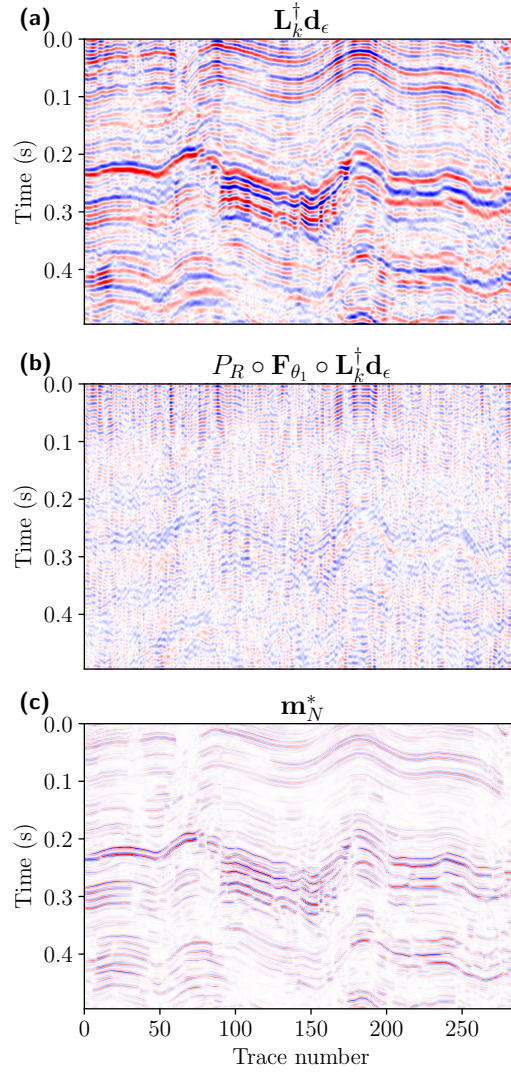 (a) L_k^† d_ϵ
0.0
0.1
0.2
0.3
0.4
Time (s)
(b) P_R ∘ F_{θ_1} ∘ L_k^† d_ϵ
0.0
0.1
0.2
0.3
0.4
Time (s)
(c) m_N^*
0.0
0.1
0.2
0.3
0.4
Time (s)
0 50 100 150 200 250
Trace number